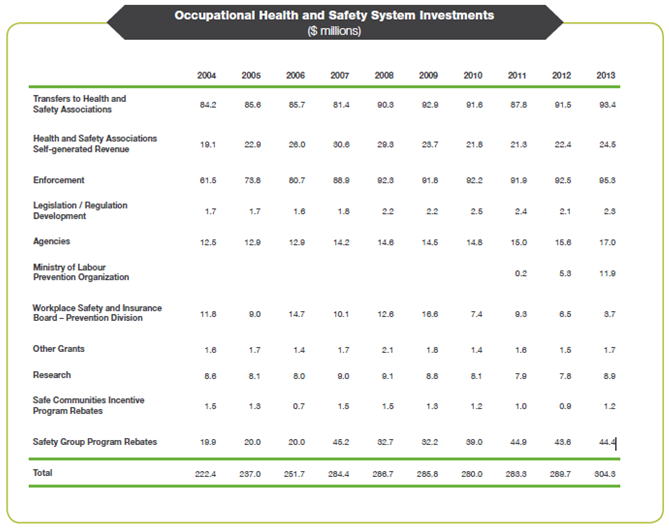 Occupational Health and Safety System Investments
($ millions)
2004 2005 2006 2007 2008 2009 2010 2011 2012 2013
Transfers to Health and
Safety Associations 84.2 85.6 85.7 81.4 90.3 92.9 91.6 87.8 91.5 93.4
Health and Safety Associations
Self-generated Revenue 19.1 22.9 26.0 30.6 29.3 23.7 21.8 21.3 22.4 24.5
Enforcement 61.5 73.8 80.7 88.9 92.3 91.8 92.2 91.9 92.5 95.3
Legislation / Regulation
Development 1.7 1.7 1.6 1.8 2.2 2.2 2.5 2.4 2.1 2.3
Agencies 12.5 12.9 12.9 14.2 14.6 14.5 14.8 15.0 15.6 17.0
Ministry of Labour
Prevention Organization 0.2 5.3 11.9
Workplace Safety and Insurance
Board – Prevention Division 11.8 9.0 14.7 10.1 12.6 16.6 7.4 9.3 6.5 3.7
Other Grants 1.6 1.7 1.4 1.7 2.1 1.8 1.4 1.6 1.5 1.7
Research 8.6 8.1 8.0 9.0 9.1 8.8 8.1 7.9 7.8 8.9
Safe Communities Incentive
Program Rebates 1.5 1.3 0.7 1.5 1.5 1.3 1.2 1.0 0.9 1.2
Safety Group Program Rebates 19.9 20.0 20.0 45.2 32.7 32.2 39.0 44.9 43.6 44.4
Total 222.4 237.0 251.7 284.4 286.7 285.8 280.0 283.3 289.7 304.3